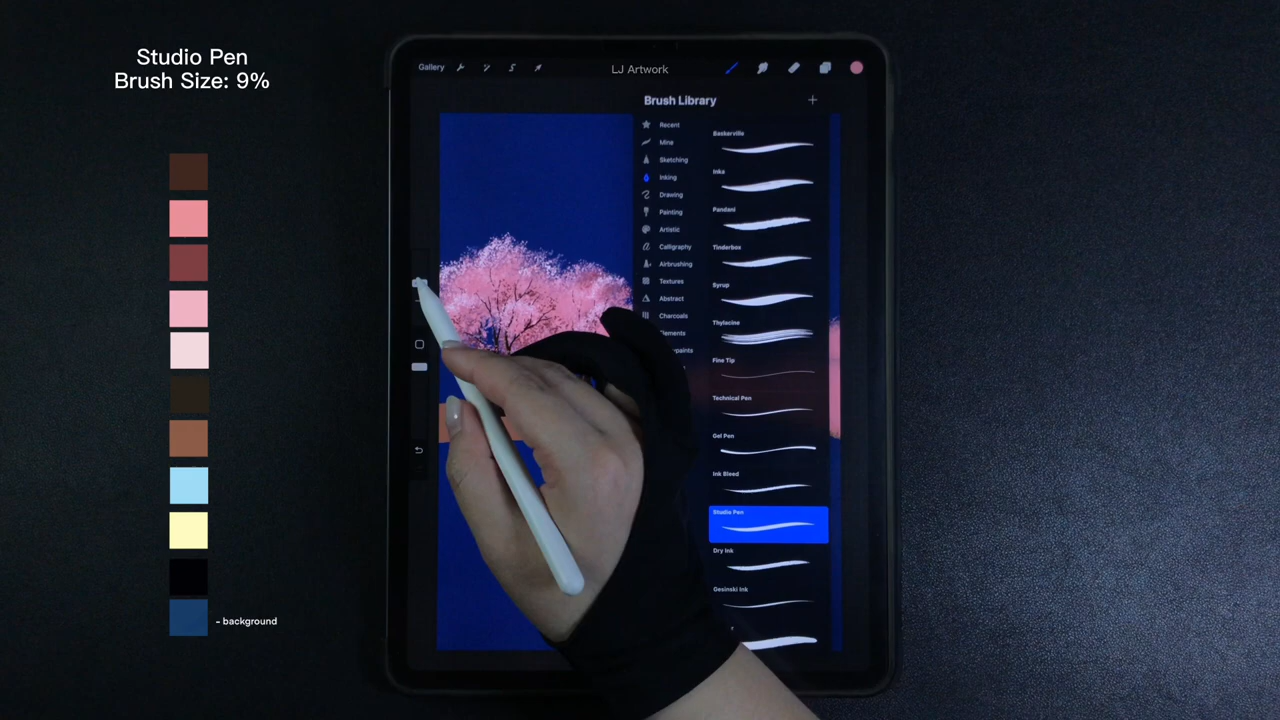 Studio Pen
Brush Size: 9%
- background
Gallery
LJ Artwork
Brush Library
Recent
Mine
Sketching
Inking
Drawing
Painting
Artistic
Calligraphy
Airbrushing
Textures
Abstract
Charcoals
Baskerville
Inka
Pandani
Tinderbox
Syrup
Thylacine
Fine Tip
Technical Pen
Gel Pen
Ink Bleed
Studio Pen
Dry Ink
Gesinski Ink